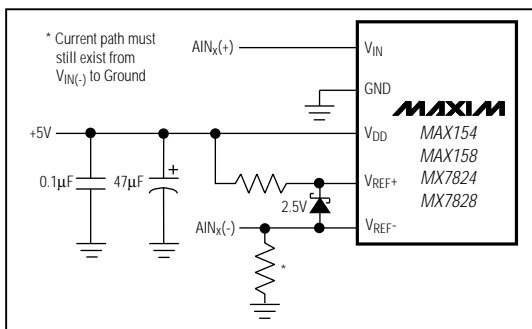 * Current path must
still exist from
VIN(-) to Ground
AINx(+)
VIN
GND
MAXIM
+5V
VDD
MAX154
MAX158
MX7824
MX7828
0.1µF
47µF
+
VREF+
2.5V
AINx(-)
VREF-
*